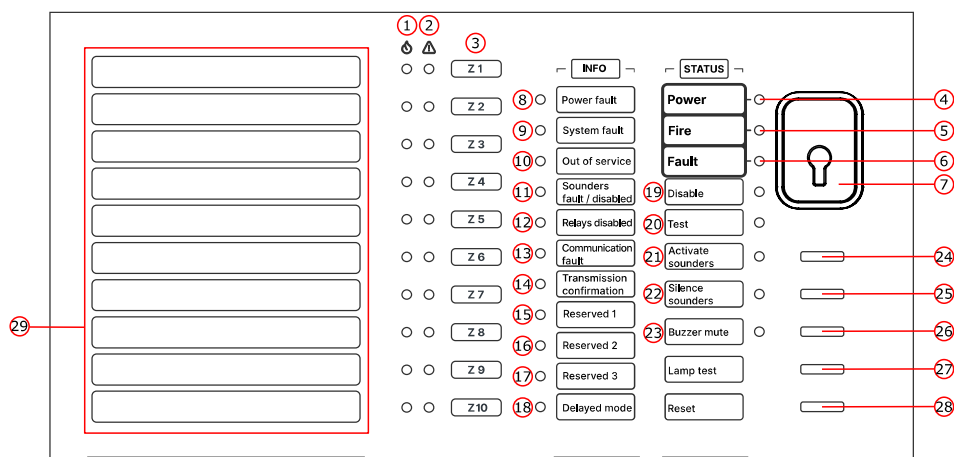 1 2
3
INFO
STATUS
Z 1
8
Power fault
Power
4
Z 2
9
System fault
Fire
5
Z 3
10
Out of service
Fault
6
Z 4
11
Sounders
fault / disabled
19
Disable
7
Z 5
12
Relays disabled
20
Test
Z 6
13
Communication
fault
21
Activate
sounders
24
Z 7
14
Transmission
confirmation
22
Silence
sounders
25
15
Reserved 1
29
Z 8
16
Reserved 2
23
Buzzer mute
26
Z 9
17
Reserved 3
Lamp test
27
Z10
18
Delayed mode
Reset
28